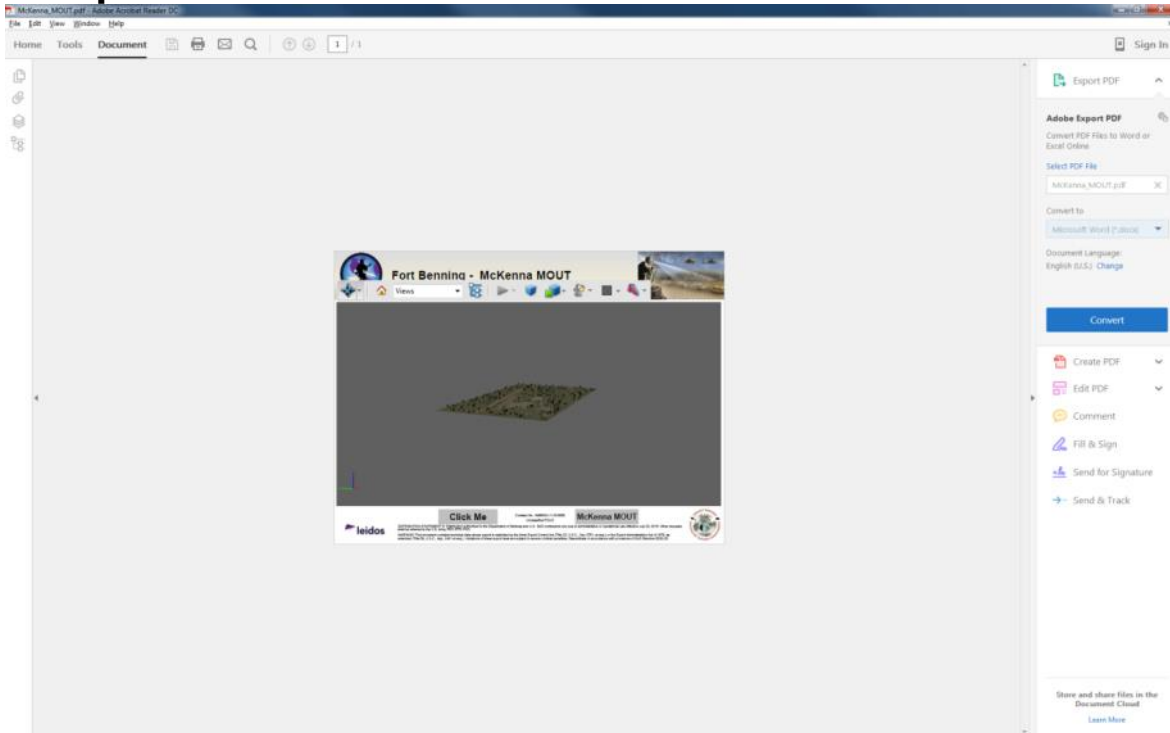 McKenna_MOUT.pdf - Adobe Acrobat Reader DC
File Edit View Window Help
Home Tools Document 1 / 1
Sign In
Export PDF
Adobe Export PDF
Convert PDF Files to Word or
Excel Online
Select PDF File
McKenna_MOUT.pdf
Convert to
Microsoft Word (*.docx)
Document Language:
English (U.S.) Change
Convert
Create PDF
Edit PDF
Comment
Fill & Sign
Send for Signature
Send & Track
Store and share files in the
Document Cloud
Learn More
Fort Benning - McKenna MOUT
Views
Click Me
McKenna MOUT
leidos